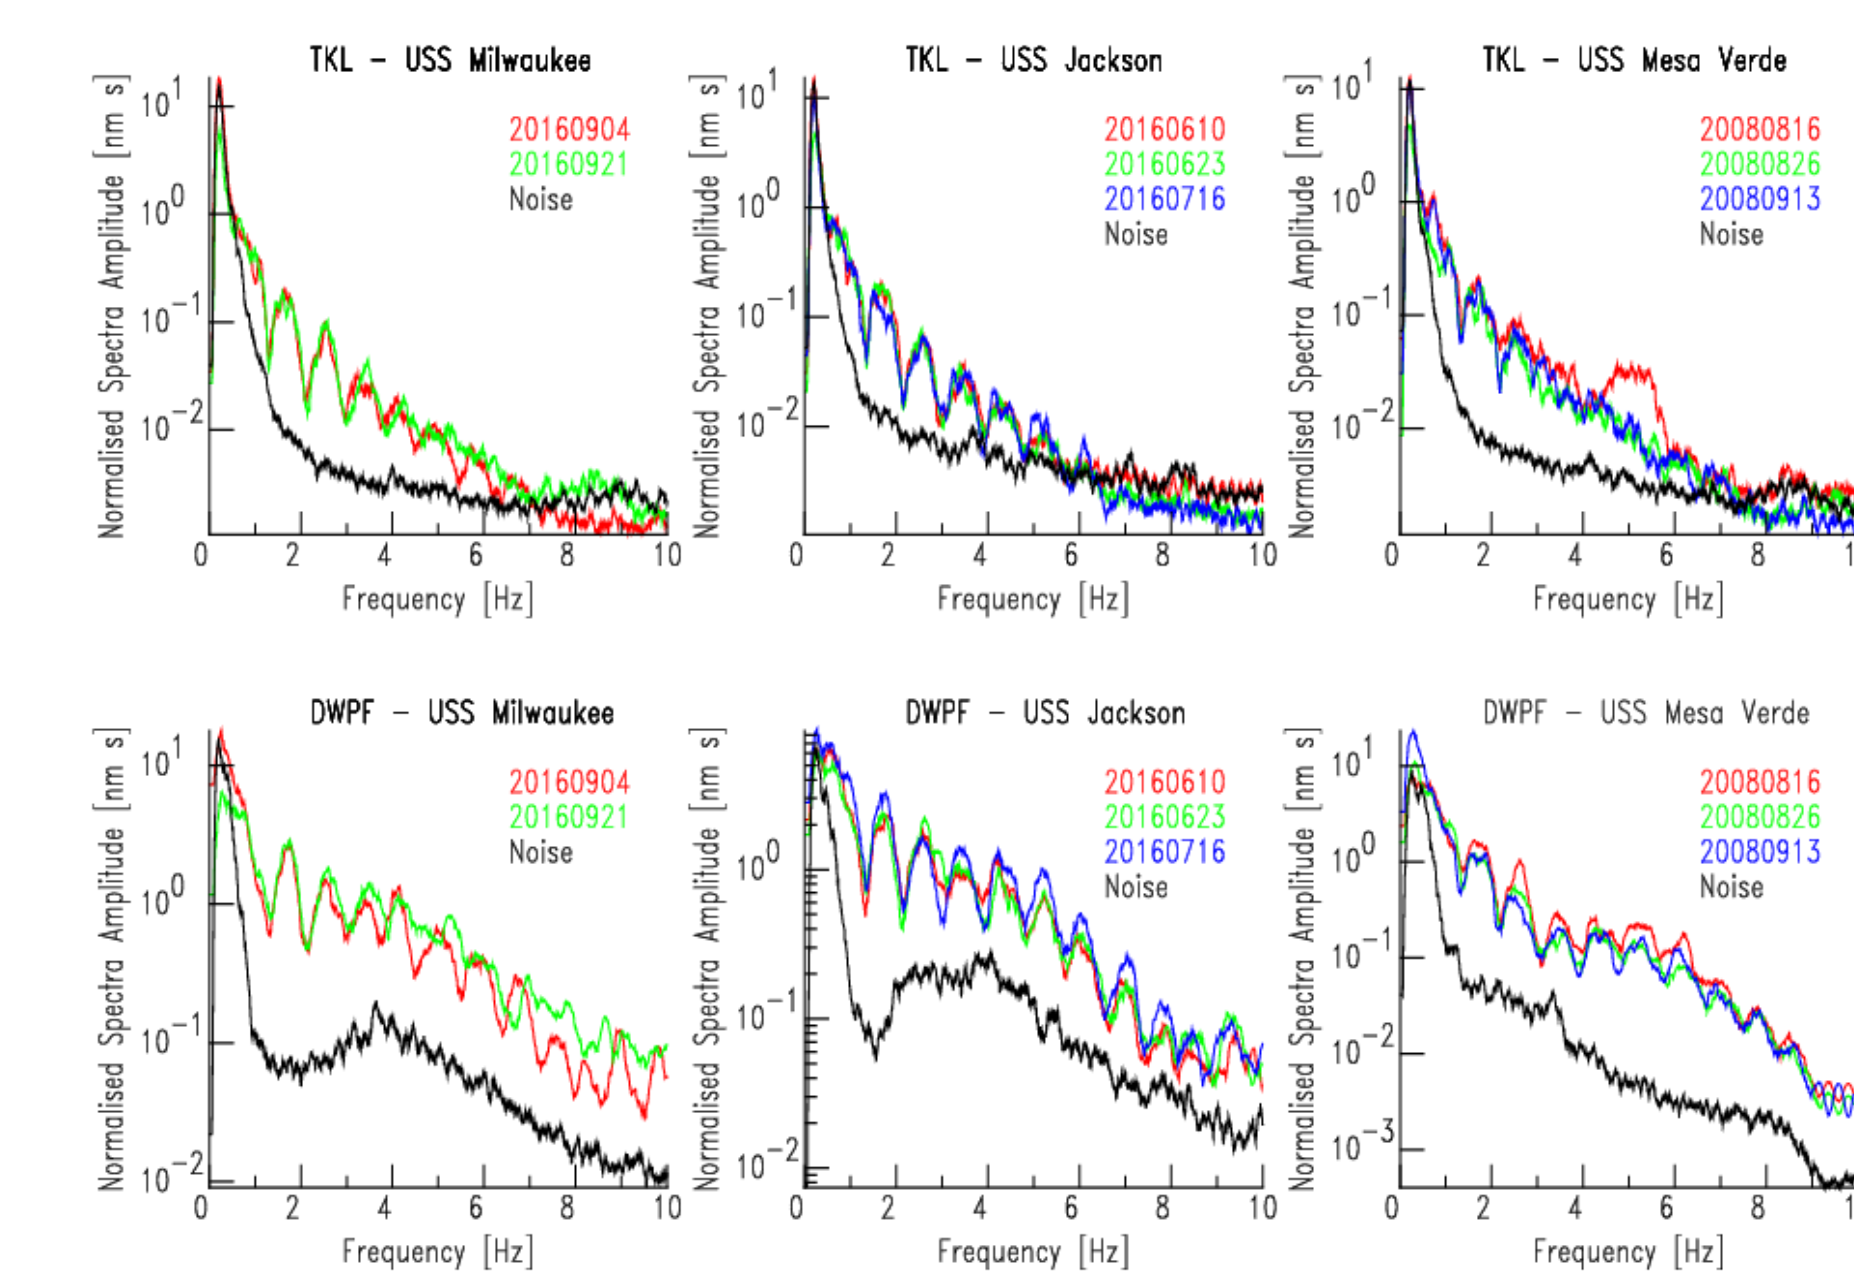 TKL - USS Milwaukee
Normalised Spectra Amplitude [nm s]
10^1
10^0
10^-1
10^-2
20160904
20160921
Noise
0 2 4 6 8 10
Frequency [Hz]
TKL - USS Jackson
Normalised Spectra Amplitude [nm s]
10^1
10^0
10^-1
10^-2
20160610
20160623
20160716
Noise
0 2 4 6 8 10
Frequency [Hz]
TKL - USS Mesa Verde
Normalised Spectra Amplitude [nm s]
10^1
10^0
10^-1
10^-2
20080816
20080826
20080913
Noise
0 2 4 6 8 1
Frequency [Hz]
DWPF - USS Milwaukee
Normalised Spectra Amplitude [nm s]
10^1
10^0
10^-1
10^-2
20160904
20160921
Noise
0 2 4 6 8 10
Frequency [Hz]
DWPF - USS Jackson
Normalised Spectra Amplitude [nm s]
10^0
10^-1
10^-2
20160610
20160623
20160716
Noise
0 2 4 6 8 10
Frequency [Hz]
DWPF - USS Mesa Verde
Normalised Spectra Amplitude [nm s]
10^1
10^0
10^-1
10^-2
10^-3
20080816
20080826
20080913
Noise
0 2 4 6 8 1
Frequency [Hz]